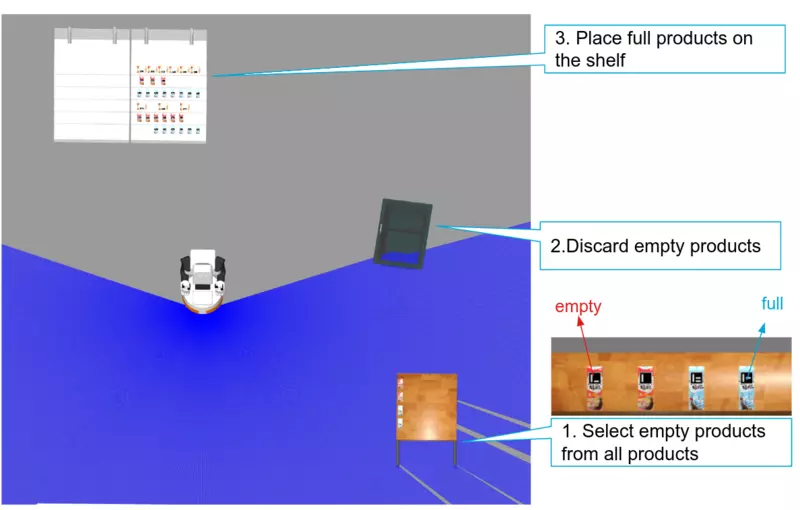 3. Place full products on
the shelf
2.Discard empty products
empty
full
1. Select empty products
from all products